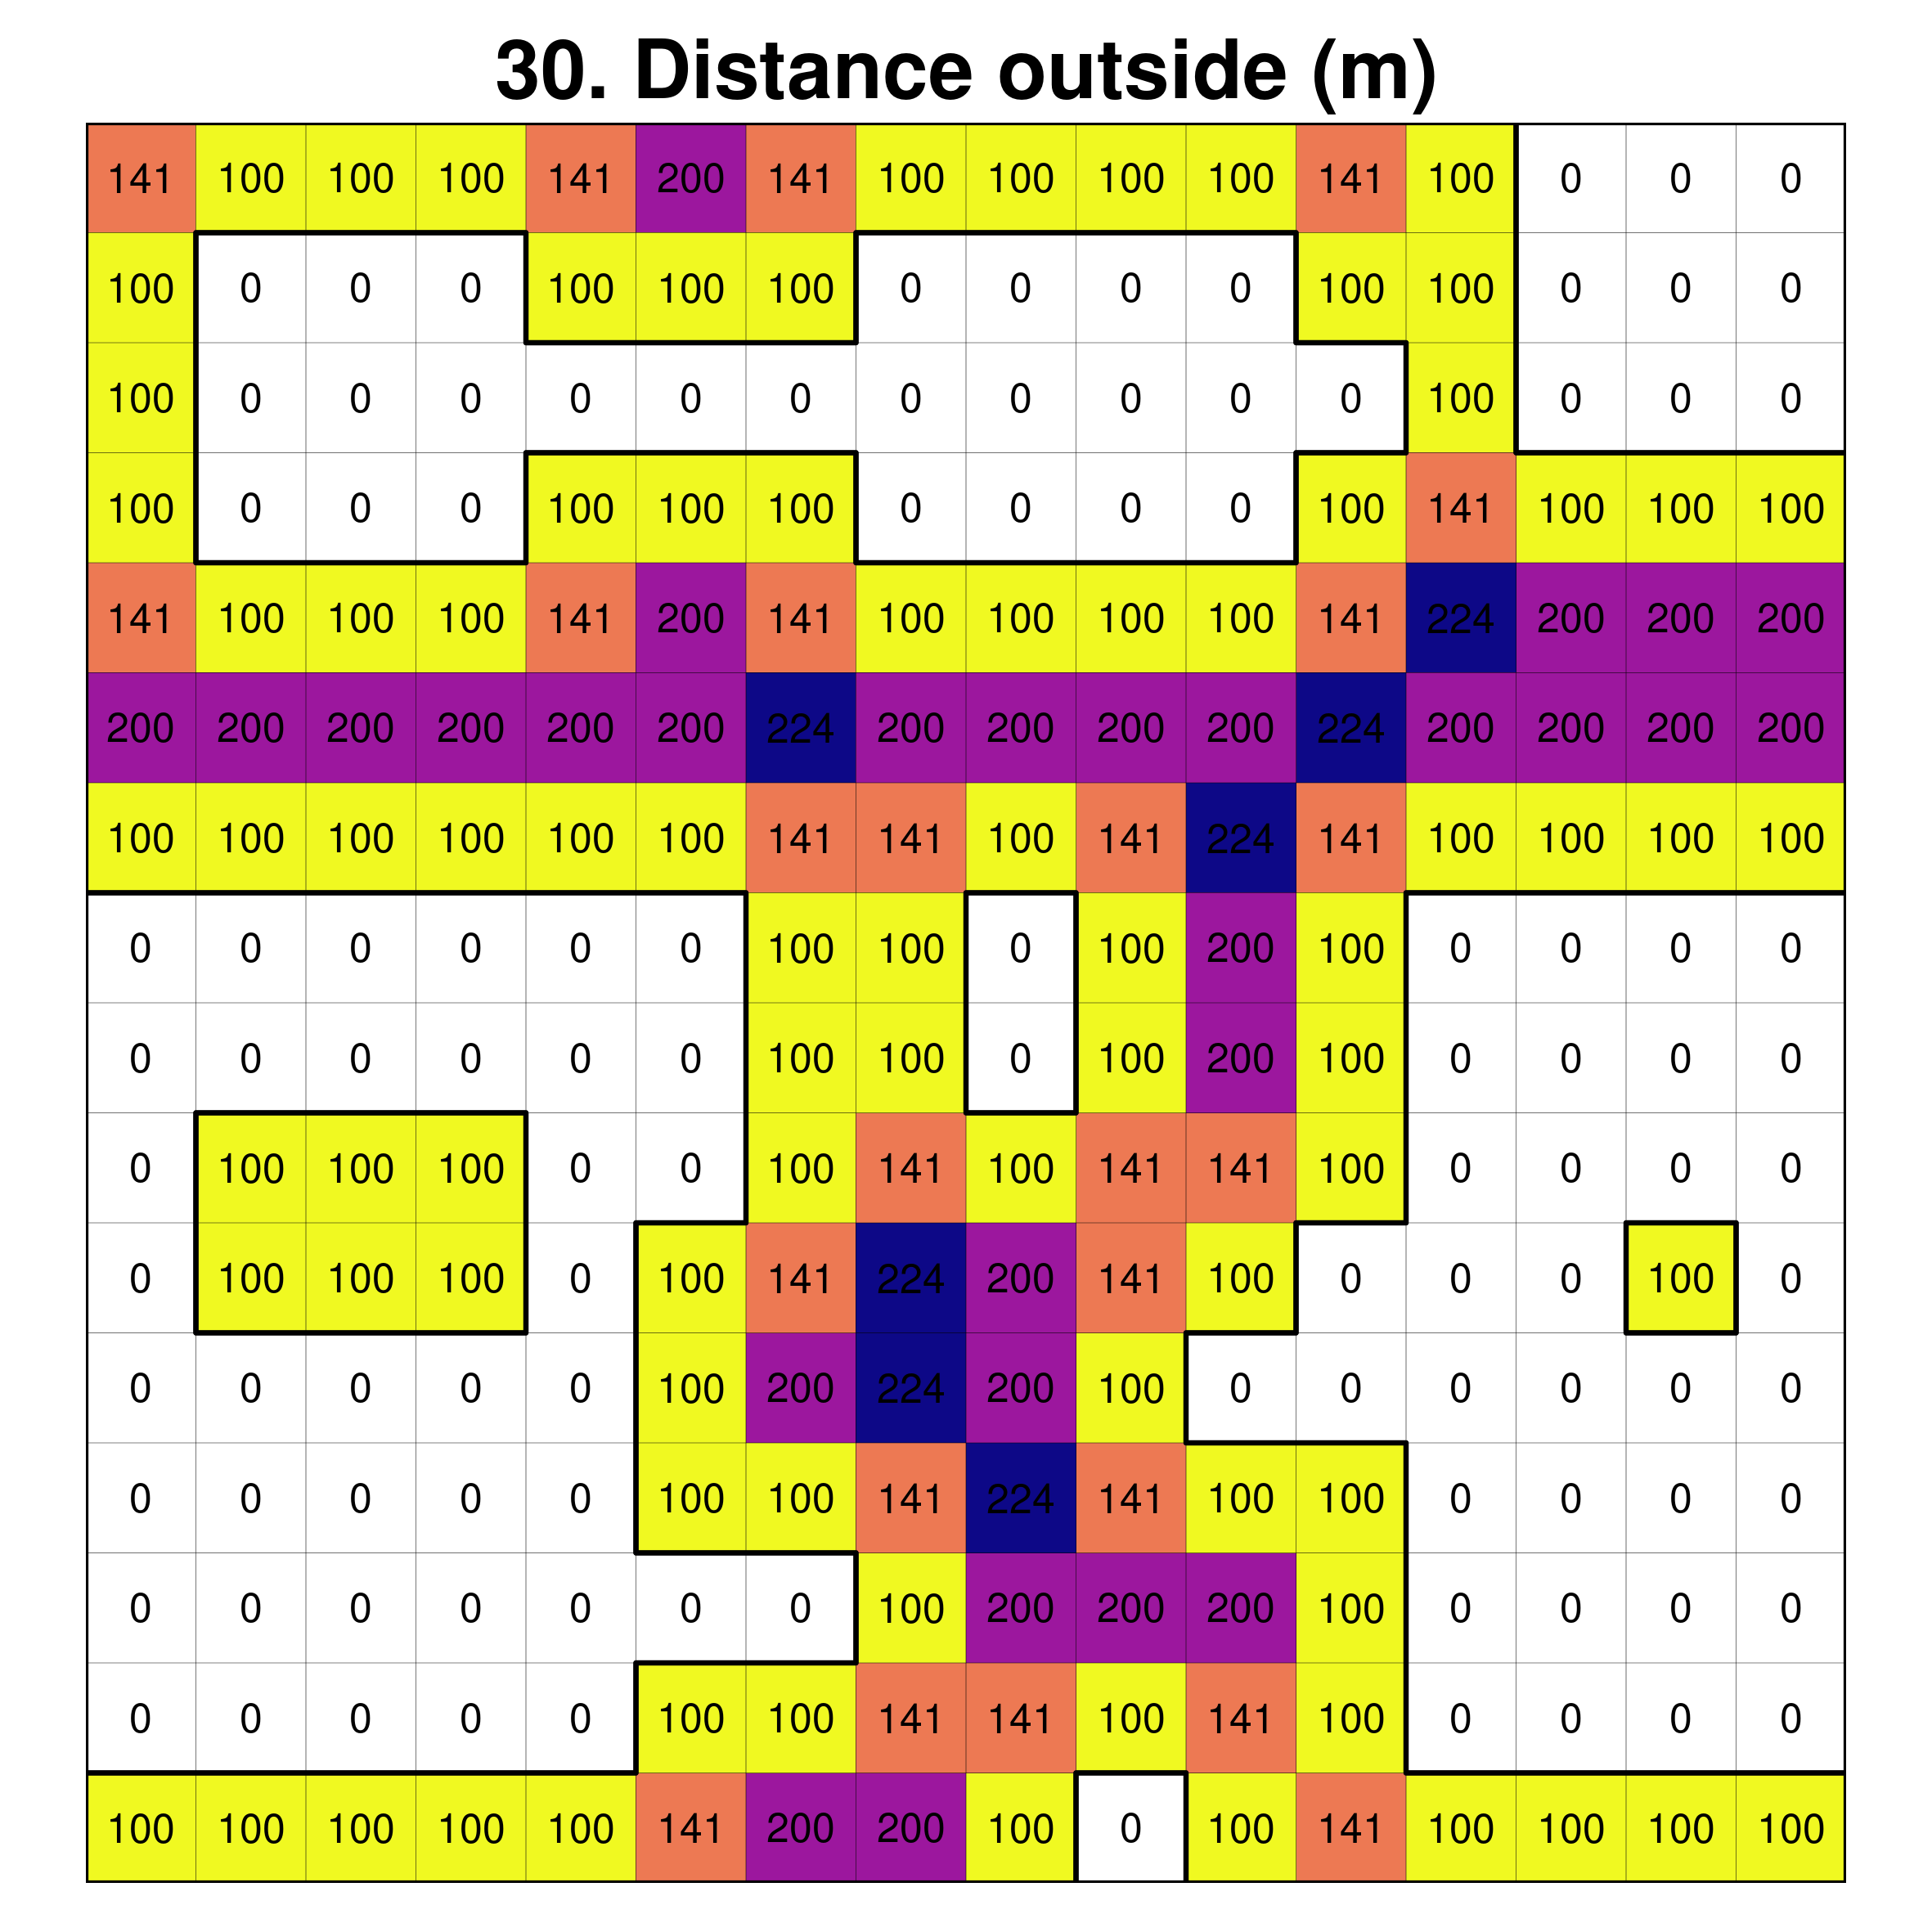 30. Distance outside (m)
141 100 100 100 141 200 141 100 100 100 100 141 100 0 0 0
100 0 0 0 100 100 100 0 0 0 0 100 100 0 0 0
100 0 0 0 0 0 0 0 0 0 0 0 100 0 0 0
100 0 0 0 100 100 100 0 0 0 0 100 141 100 100 100
141 100 100 100 141 200 141 100 100 100 100 141 224 200 200 200
200 200 200 200 200 200 224 200 200 200 200 224 200 200 200 200
100 100 100 100 100 100 141 141 100 141 224 141 100 100 100 100
0 0 0 0 0 0 100 100 0 100 200 100 0 0 0 0
0 0 0 0 0 0 100 100 0 100 200 100 0 0 0 0
0 100 100 100 0 0 100 141 100 141 141 100 0 0 0 0
0 100 100 100 0 100 141 224 200 141 100 0 0 0 100 0
0 0 0 0 0 100 200 224 200 100 0 0 0 0 0 0
0 0 0 0 0 100 100 141 224 141 100 100 0 0 0 0
0 0 0 0 0 0 0 100 200 200 200 100 0 0 0 0
0 0 0 0 0 100 100 141 141 100 141 100 0 0 0 0
100 100 100 100 100 141 200 200 100 0 100 141 100 100 100 100